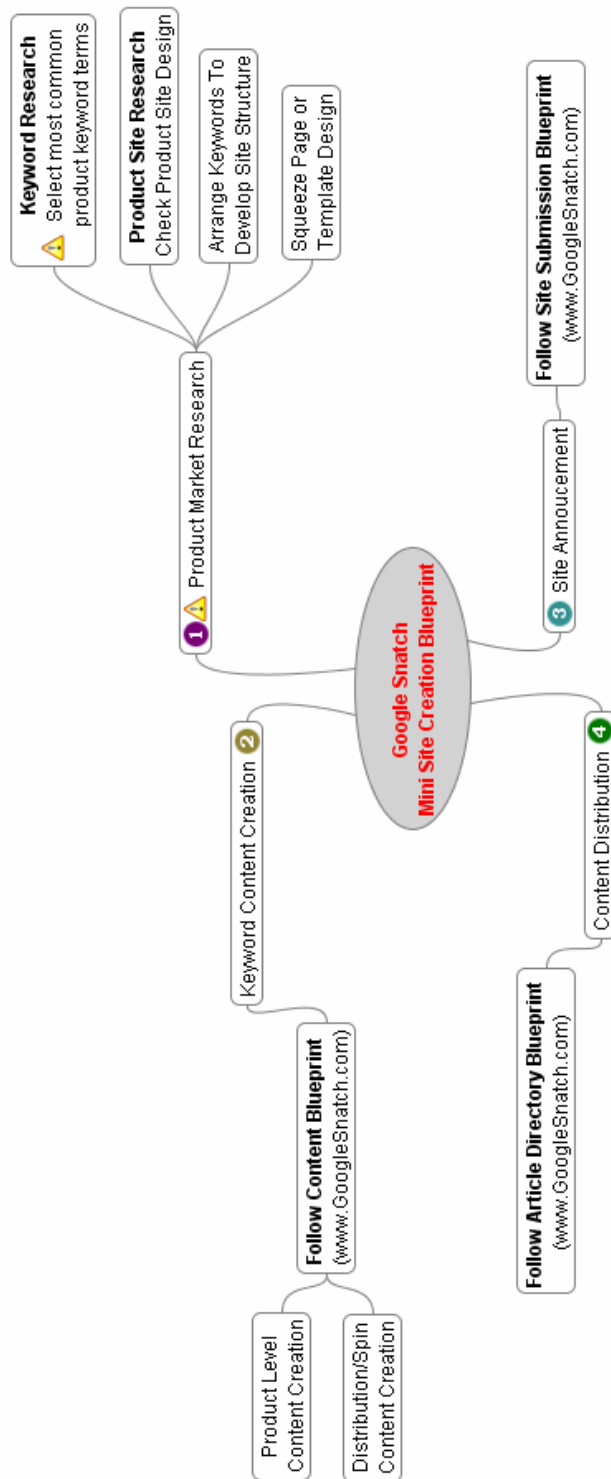 Google Snatch
Mini Site Creation Blueprint
1
Product Market Research
Keyword Research
Select most common
product keyword terms
Product Site Research
Check Product Site Design
Arrange Keywords To
Develop Site Structure
Squeeze Page or
Template Design
Keyword Content Creation 2
Follow Content Blueprint
(www.GoogleSnatch.com)
Product Level
Content Creation
Distribution/Spin
Content Creation
3 Site Annoucement
Follow Site Submission Blueprint
(www.GoogleSnatch.com)
Content Distribution 4
Follow Article Directory Blueprint
(www.GoogleSnatch.com)